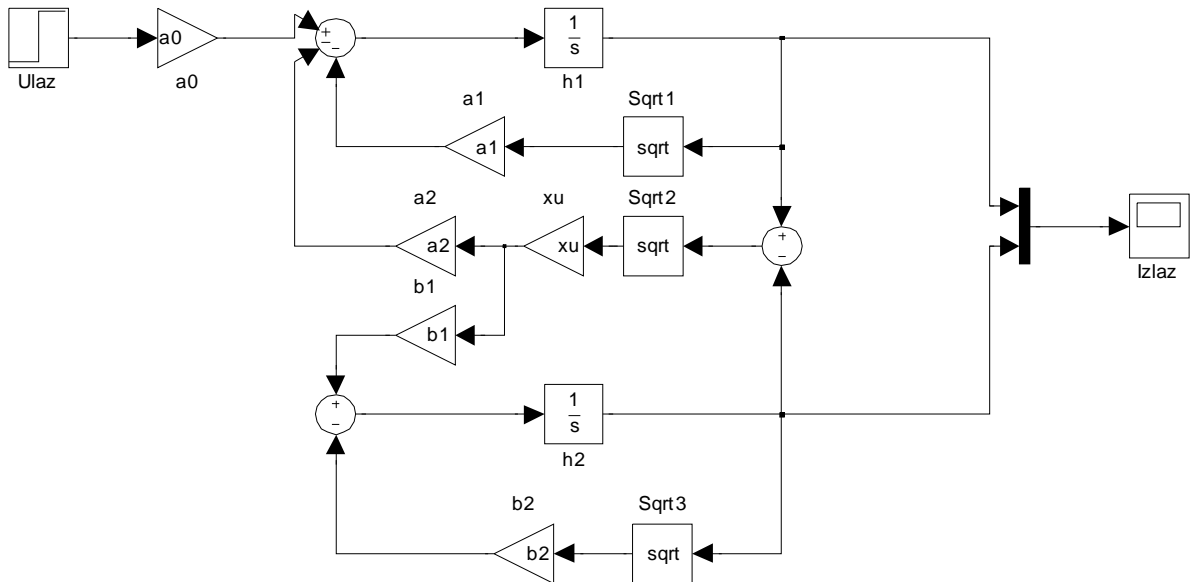 Ulaz
a0
a0
+
−
−
1
s
h1
a1
a1
Sqrt1
sqrt
a2
a2
xu
xu
Sqrt2
sqrt
+
−
Izlaz
b1
b1
+
−
1
s
h2
b2
b2
Sqrt3
sqrt